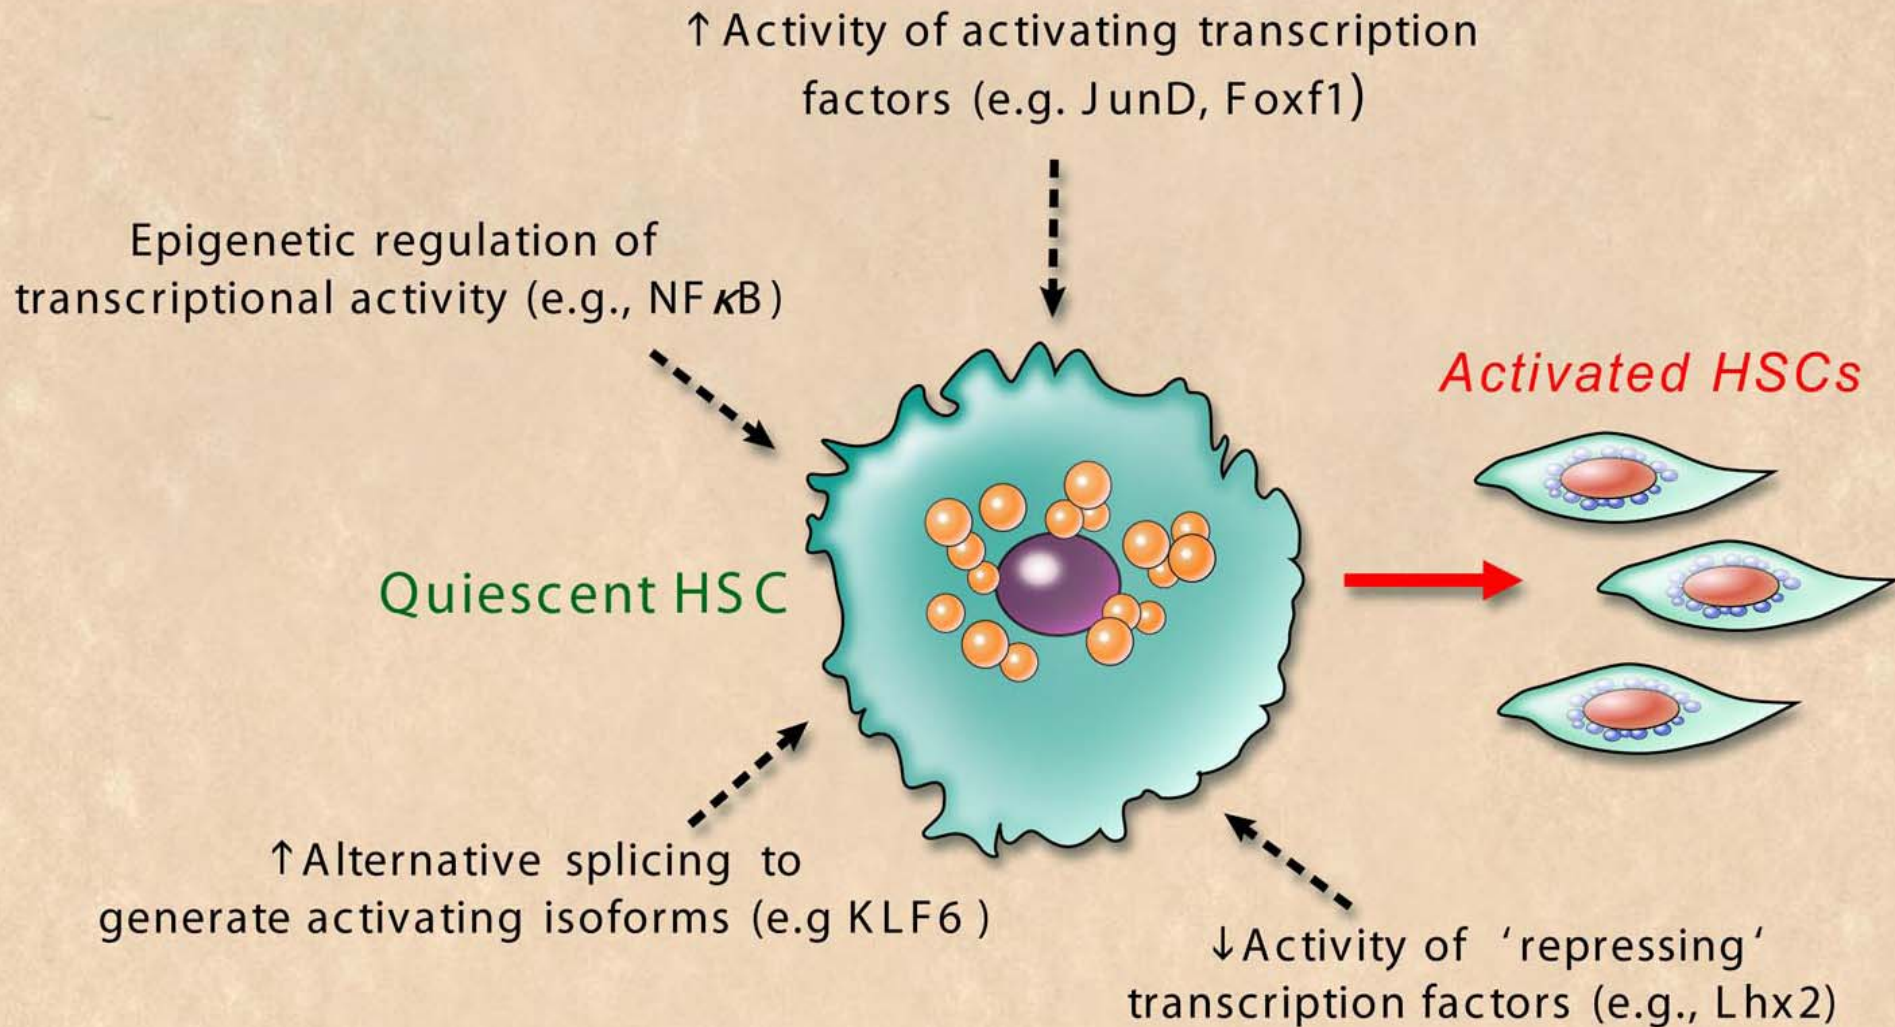 ↑Activity of activating transcription
factors (e.g. JunD, Foxf1)
Epigenetic regulation of
transcriptional activity (e.g., NFκB)
Activated HSCs
Quiescent HSC
↑Alternative splicing to
generate activating isoforms (e.g KLF6 )
↓Activity of ‘repressing‘
transcription factors (e.g., Lhx2)